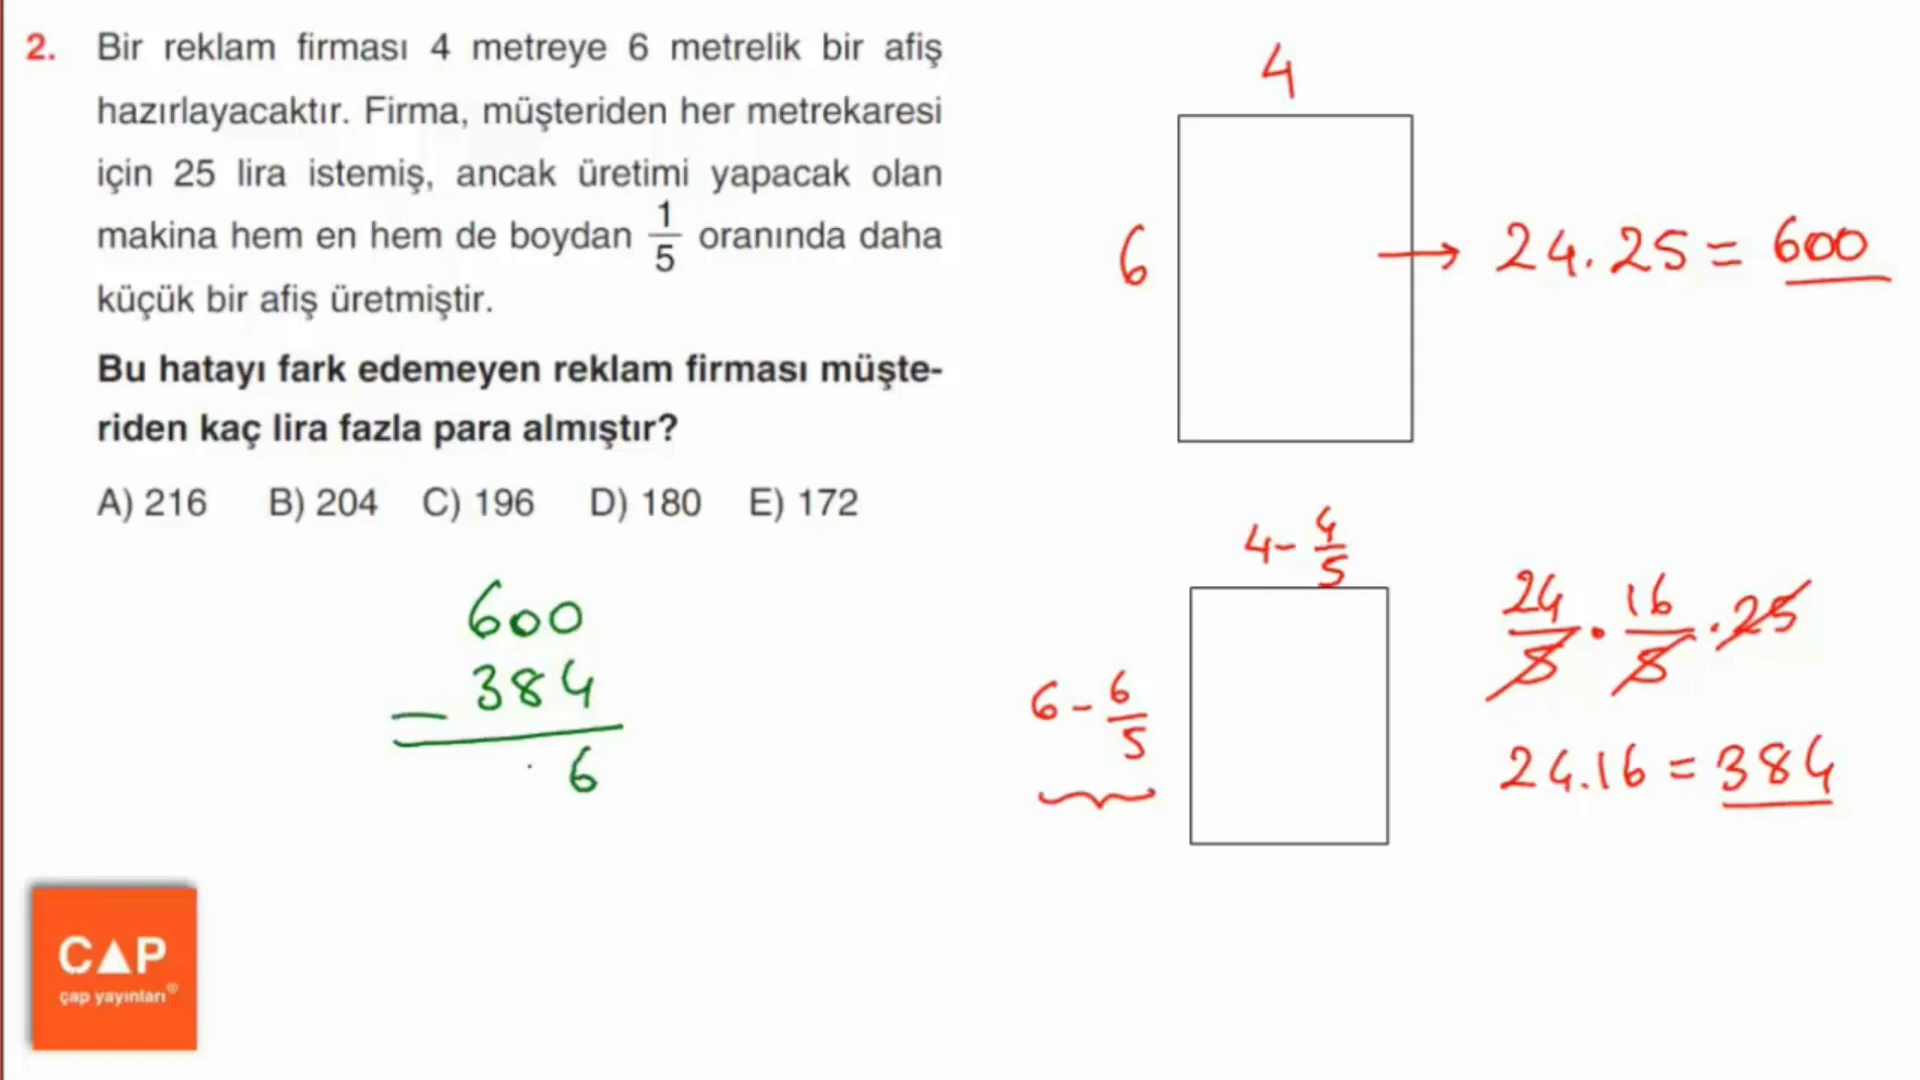 2. Bir reklam firması 4 metreye 6 metrelik bir afiş
hazırlayacaktır. Firma, müşteriden her metrekaresi
için 25 lira istemiş, ancak üretimi yapacak olan
makina hem en hem de boydan 1/5 oranında daha
küçük bir afiş üretmiştir.
Bu hatayı fark edemeyen reklam firması müşte-
riden kaç lira fazla para almıştır?
A) 216 B) 204 C) 196 D) 180 E) 172
600
384
—
6
4
6
→ 24.25 = 600
4 - 4/5
6 - 6/5
24/5 . 16/5 . 25
24.16 = 384
CAP
çap yayınları®